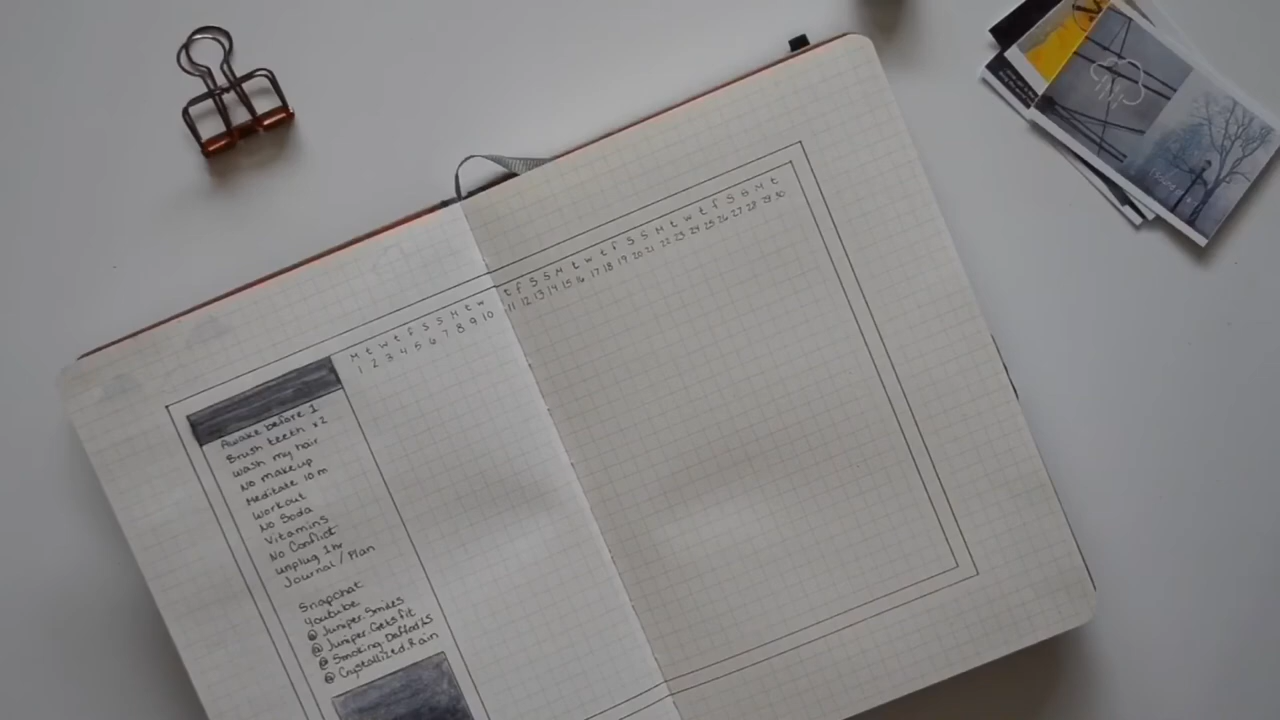 M t w t f S S M t w t f S S M t w t f S S M t w t f S S M t
1 2 3 4 5 6 7 8 9 10 11 12 13 14 15 16 17 18 19 20 21 22 23 24 25 26 27 28 29 30
Awake before 1
Brush teeth x2
Wash my hair
No makeup
Meditate 10 m
Workout
No Soda
Vitamins
No Conflict
unplug 1hr
Journal / Plan
Snapchat
Youtube
@ Juniper.Smiles
@ Juniper.Getsfit
@ Smoking.Daffodils
@ Crystallized.Rain